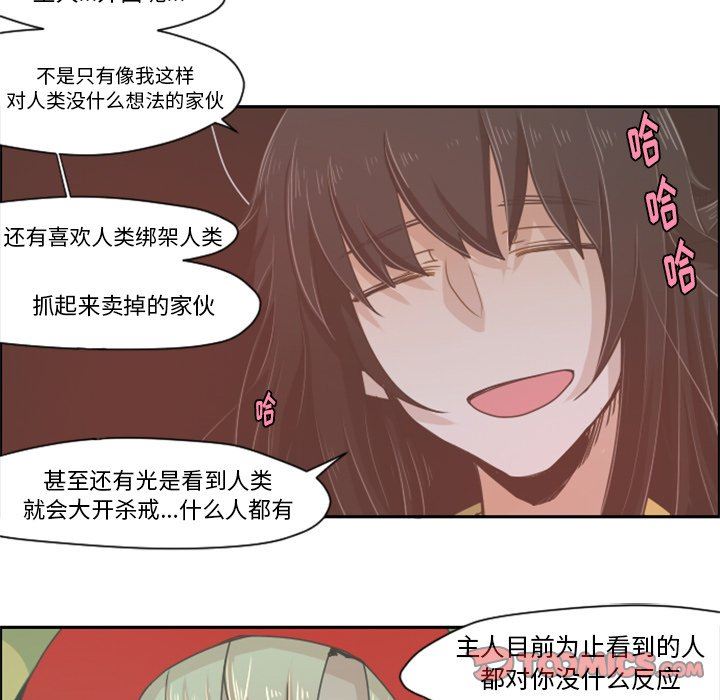 不是只有像我这样
对人类没什么想法的家伙
还有喜欢人类绑架人类
抓起来卖掉的家伙
哈
哈
哈
哈
甚至还有光是看到人类
就会大开杀戒...什么人都有
主人目前为止看到的人
都对你没什么反应
TOOMICS